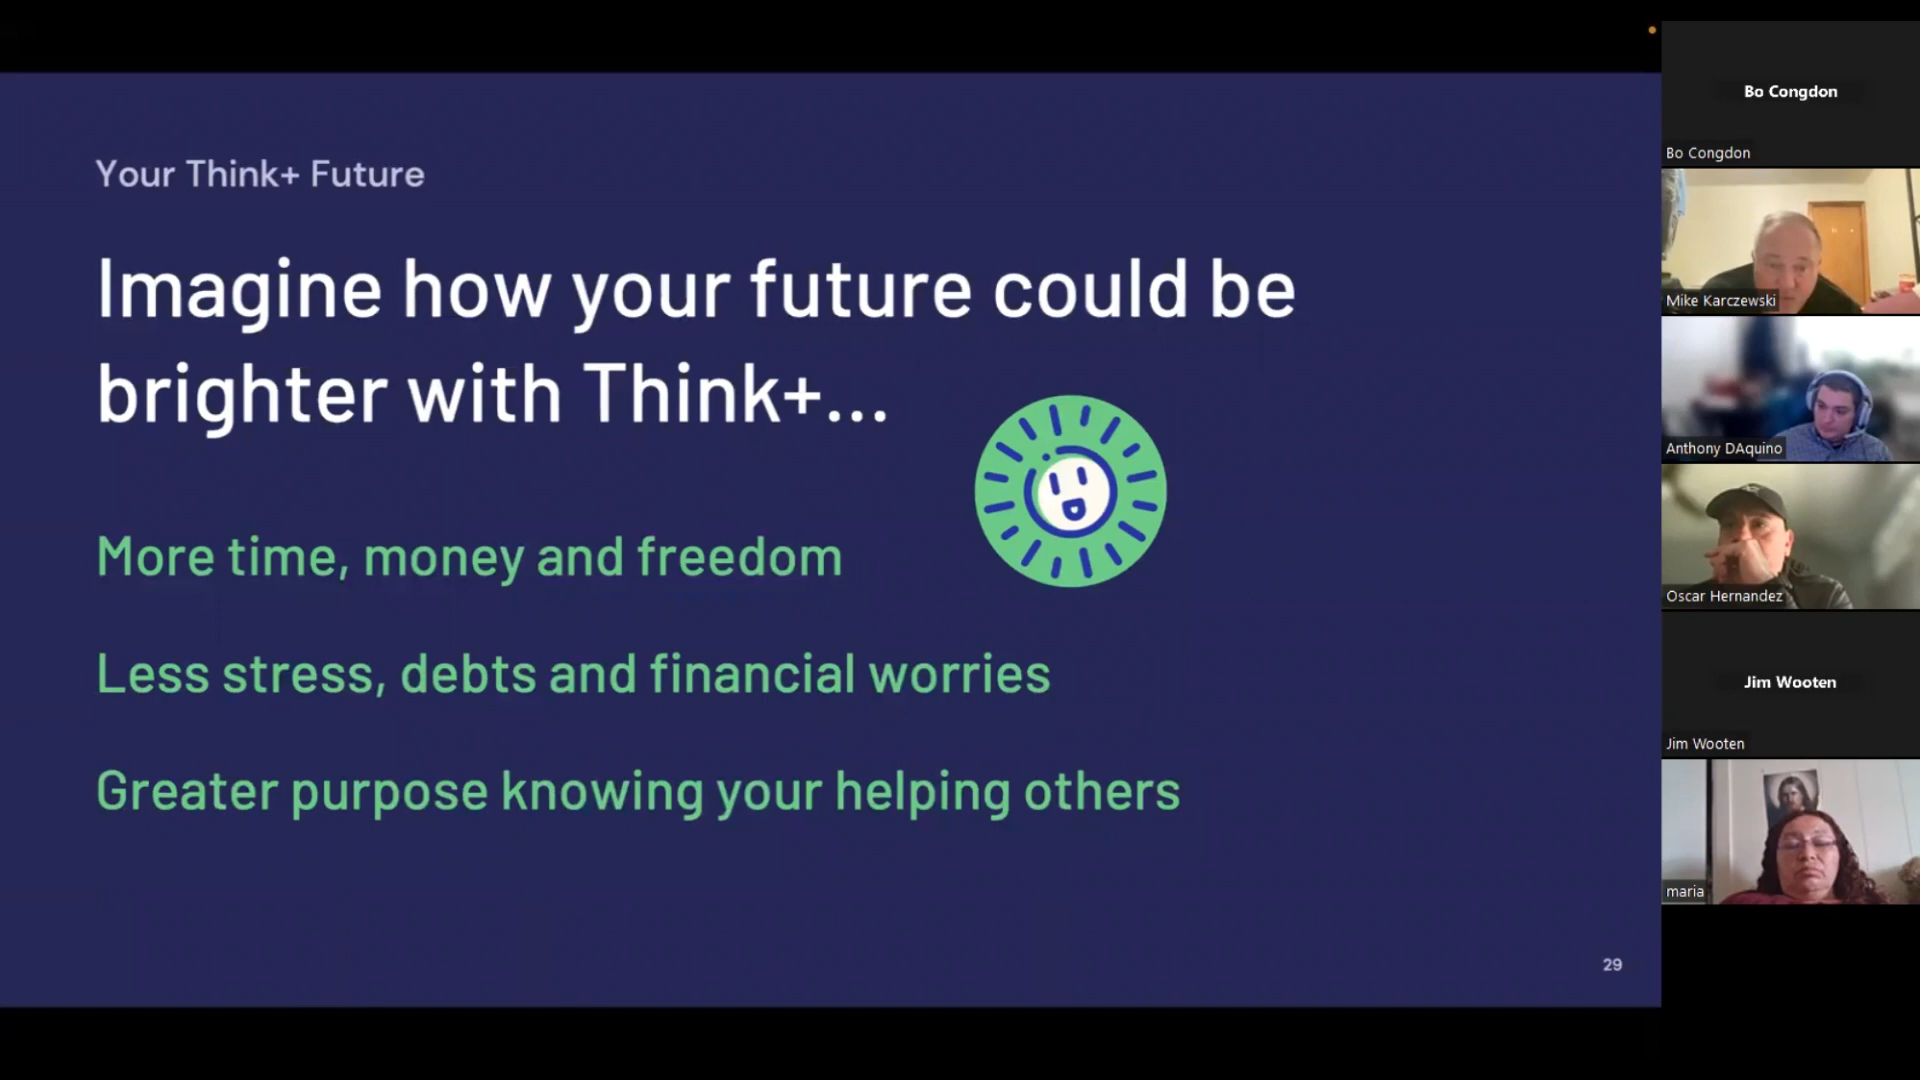 Your Think+ Future
Imagine how your future could be
brighter with Think+...
More time, money and freedom
Less stress, debts and financial worries
Greater purpose knowing your helping others
29
Bo Congdon
Bo Congdon
Mike Karczewski
Anthony DAquino
Oscar Hernandez
Jim Wooten
Jim Wooten
maria